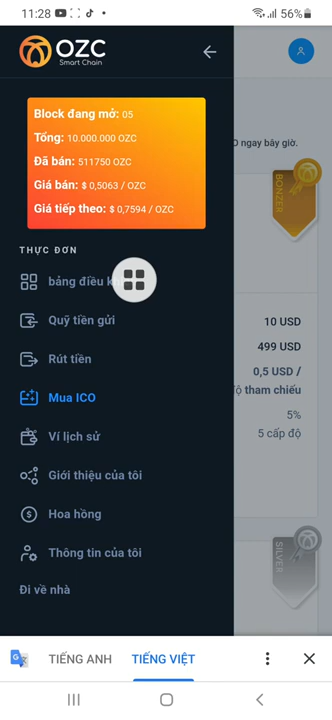 11:28
56%
OZC
Smart Chain
Block đang mở: 05
Tổng: 10.000.000 OZC
Đã bán: 511750 OZC
Giá bán: $ 0,5063 / OZC
Giá tiếp theo: $ 0,7594 / OZC
ngay bây giờ.
BONZER
THỰC ĐƠN
bảng điều
Quỹ tiền gửi
10 USD
Rút tiền
499 USD
0,5 USD /
Mua ICO
tham chiếu
5%
Ví lịch sử
5 cấp độ
Giới thiệu của tôi
Hoa hồng
Thông tin của tôi
SILVER
Đi về nhà
TIẾNG ANH
TIẾNG VIỆT